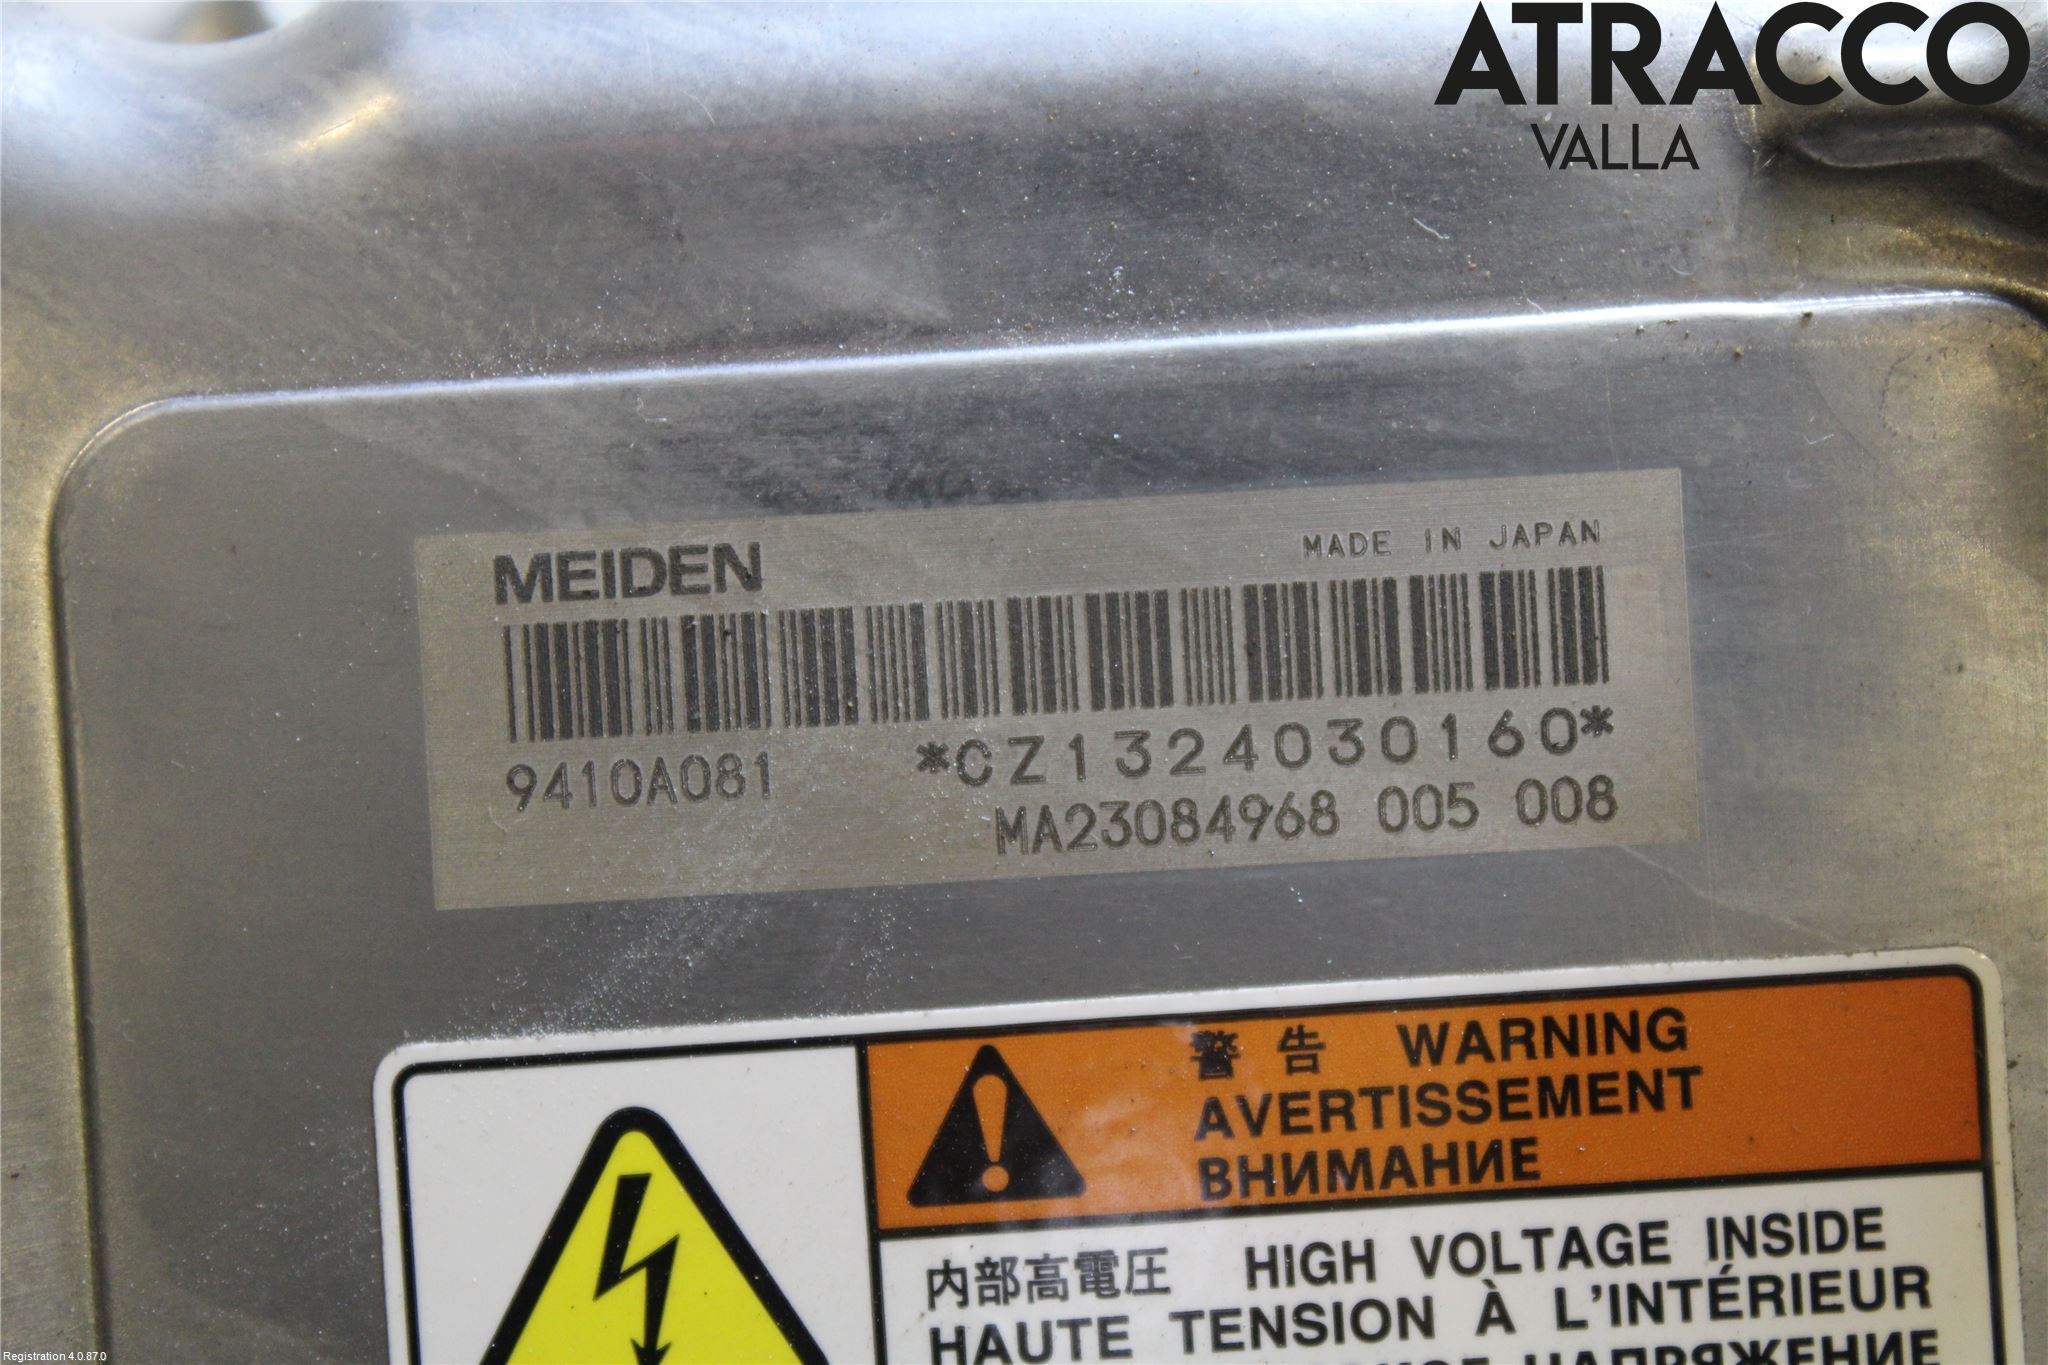 ATRACCO
VALLA
MEIDEN
MADE IN JAPAN
9410A081
*CZ1324030160*
MA23084968 005 008
警告 WARNING
AVERTISSEMENT
ВНИМАНИЕ
内部高電圧 HIGH VOLTAGE INSIDE
HAUTE TENSION À L'INTÉRIEUR
НАПРЯЖЕНИЕ
Registration 4.0.87.0